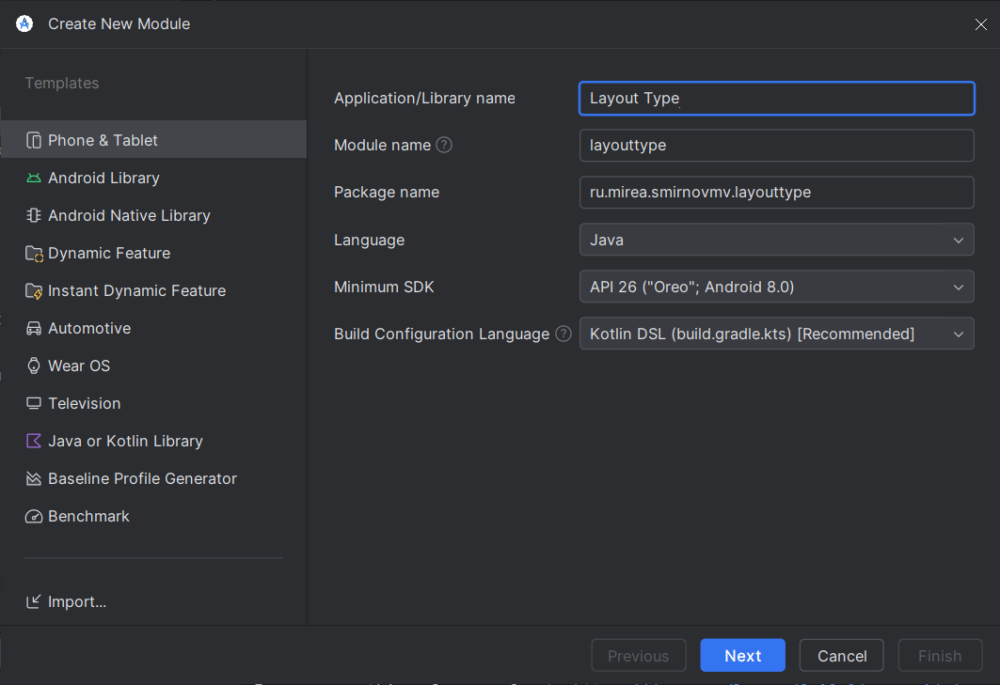 Create New Module
Templates
Phone & Tablet
Android Library
Android Native Library
Dynamic Feature
Instant Dynamic Feature
Automotive
Wear OS
Television
Java or Kotlin Library
Baseline Profile Generator
Benchmark
Import...
Application/Library name
Layout Type
Module name ?
layouttype
Package name
ru.mirea.smirnovmv.layouttype
Language
Java
Minimum SDK
API 26 ("Oreo"; Android 8.0)
Build Configuration Language ?
Kotlin DSL (build.gradle.kts) [Recommended]
Previous
Next
Cancel
Finish